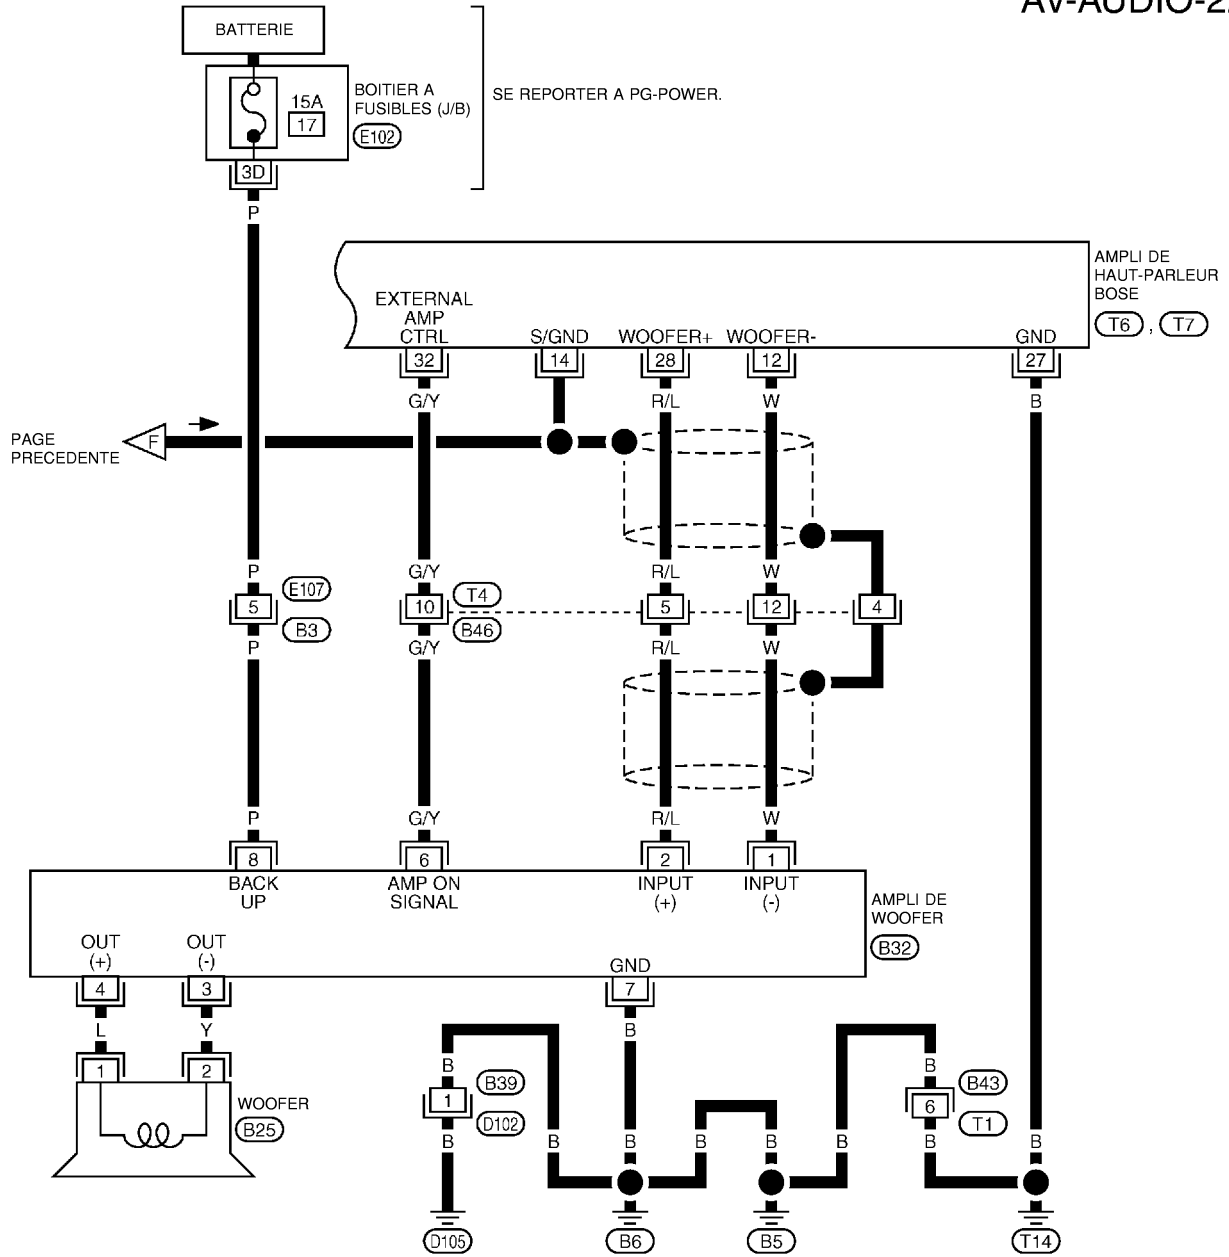 AV-AUDIO-2
BATTERIE
15A
17
BOITIER A
FUSIBLES (J/B)
E102
SE REPORTER A PG-POWER.
3D
P
AMPLI DE
HAUT-PARLEUR
BOSE
T6 , T7
EXTERNAL
AMP
CTRL
S/GND
WOOFER+
WOOFER-
GND
32
14
28
12
27
G/Y
R/L
W
B
PAGE
PRECEDENTE
F
P
G/Y
R/L
W
5
E107
B3
10
T4
B46
5
12
4
P
G/Y
R/L
W
P
G/Y
R/L
W
8
6
2
1
BACK
UP
AMP ON
SIGNAL
INPUT
(+)
INPUT
(-)
AMPLI DE
WOOFER
B32
OUT
(+)
OUT
(-)
GND
4
3
7
L
Y
B
1
2
WOOFER
B25
B
1
B39
D102
B
B
6
B43
T1
B
B
B
B
B
B
B
B
D105
B6
B5
T14